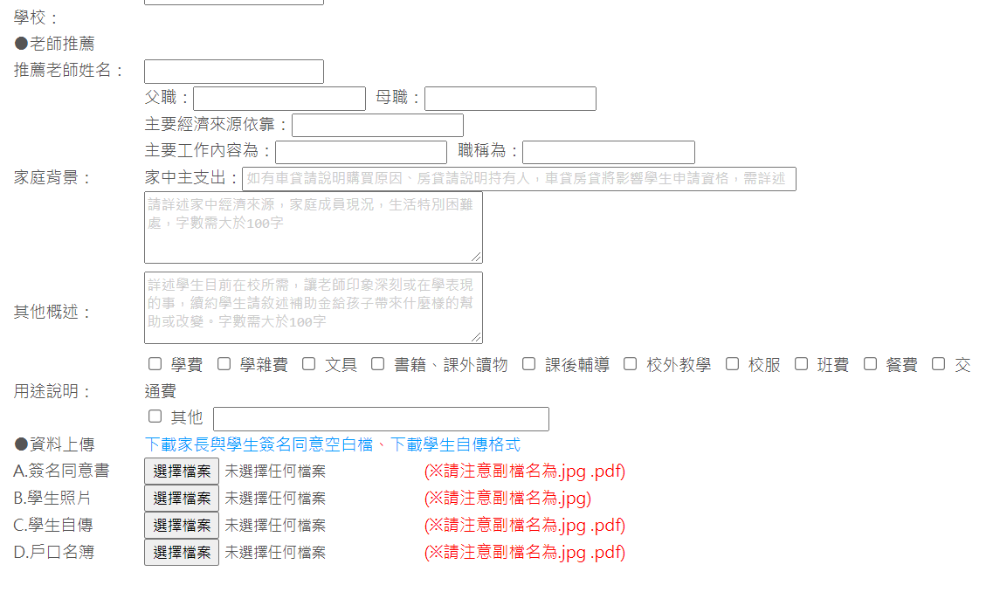 學校：
●老師推薦
推薦老師姓名：
父職： 母職：
主要經濟來源依靠：
主要工作內容為： 職稱為：
家庭背景： 家中主支出：如有車貸請說明購買原因、房貸請說明持有人，車貸房貸將影響學生申請資格，需詳述
請詳述家中經濟來源，家庭成員現況，生活特別困難
處，字數需大於100字
詳述學生目前在校所需，讓老師印象深刻或在學表現
的事，續約學生請敘述補助金給孩子帶來什麼樣的幫
助或改變。字數需大於100字
其他概述：
學費 學雜費 文具 書籍、課外讀物 課後輔導 校外教學 校服 班費 餐費 交
用途說明： 通費
其他
●資料上傳 下載家長與學生簽名同意空白檔、下載學生自傳格式
A.簽名同意書 選擇檔案 未選擇任何檔案 (※請注意副檔名為.jpg .pdf)
B.學生照片 選擇檔案 未選擇任何檔案 (※請注意副檔名為.jpg)
C.學生自傳 選擇檔案 未選擇任何檔案 (※請注意副檔名為.jpg .pdf)
D.戶口名簿 選擇檔案 未選擇任何檔案 (※請注意副檔名為.jpg .pdf)